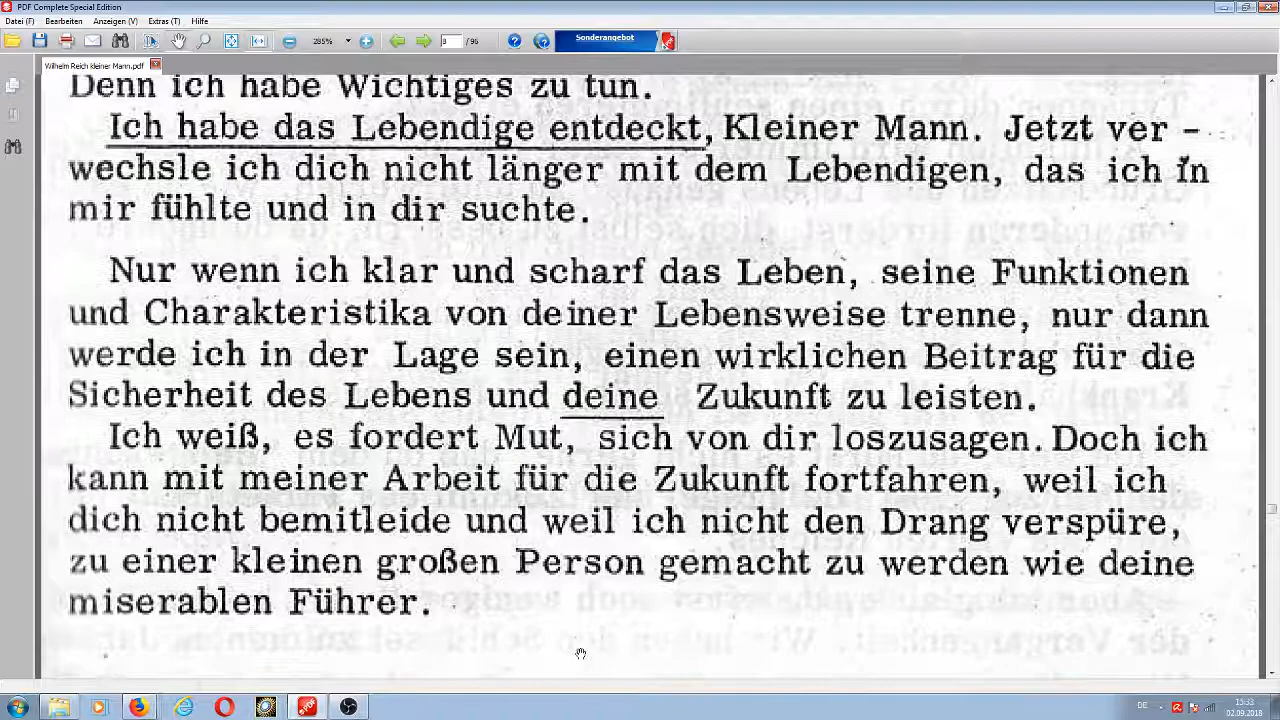 PDF Complete Special Edition
Datei (F) Bearbeiten Anzeigen (V) Extras (T) Hilfe
285% /95 Sonderangebot
Wilhelm Reich kleiner Mann.pdf
Denn ich habe Wichtiges zu tun.
Ich habe das Lebendige entdeckt, Kleiner Mann. Jetzt ver -
wechsle ich dich nicht länger mit dem Lebendigen, das ich in
mir fühlte und in dir suchte.
Nur wenn ich klar und scharf das Leben, seine Funktionen
und Charakteristika von deiner Lebensweise trenne, nur dann
werde ich in der Lage sein, einen wirklichen Beitrag für die
Sicherheit des Lebens und deine Zukunft zu leisten.
Ich weiß, es fordert Mut, sich von dir loszusagen. Doch ich
kann mit meiner Arbeit für die Zukunft fortfahren, weil ich
dich nicht bemitleide und weil ich nicht den Drang verspüre,
zu einer kleinen großen Person gemacht zu werden wie deine
miserablen Führer.
DE 15:33
02.09.2018